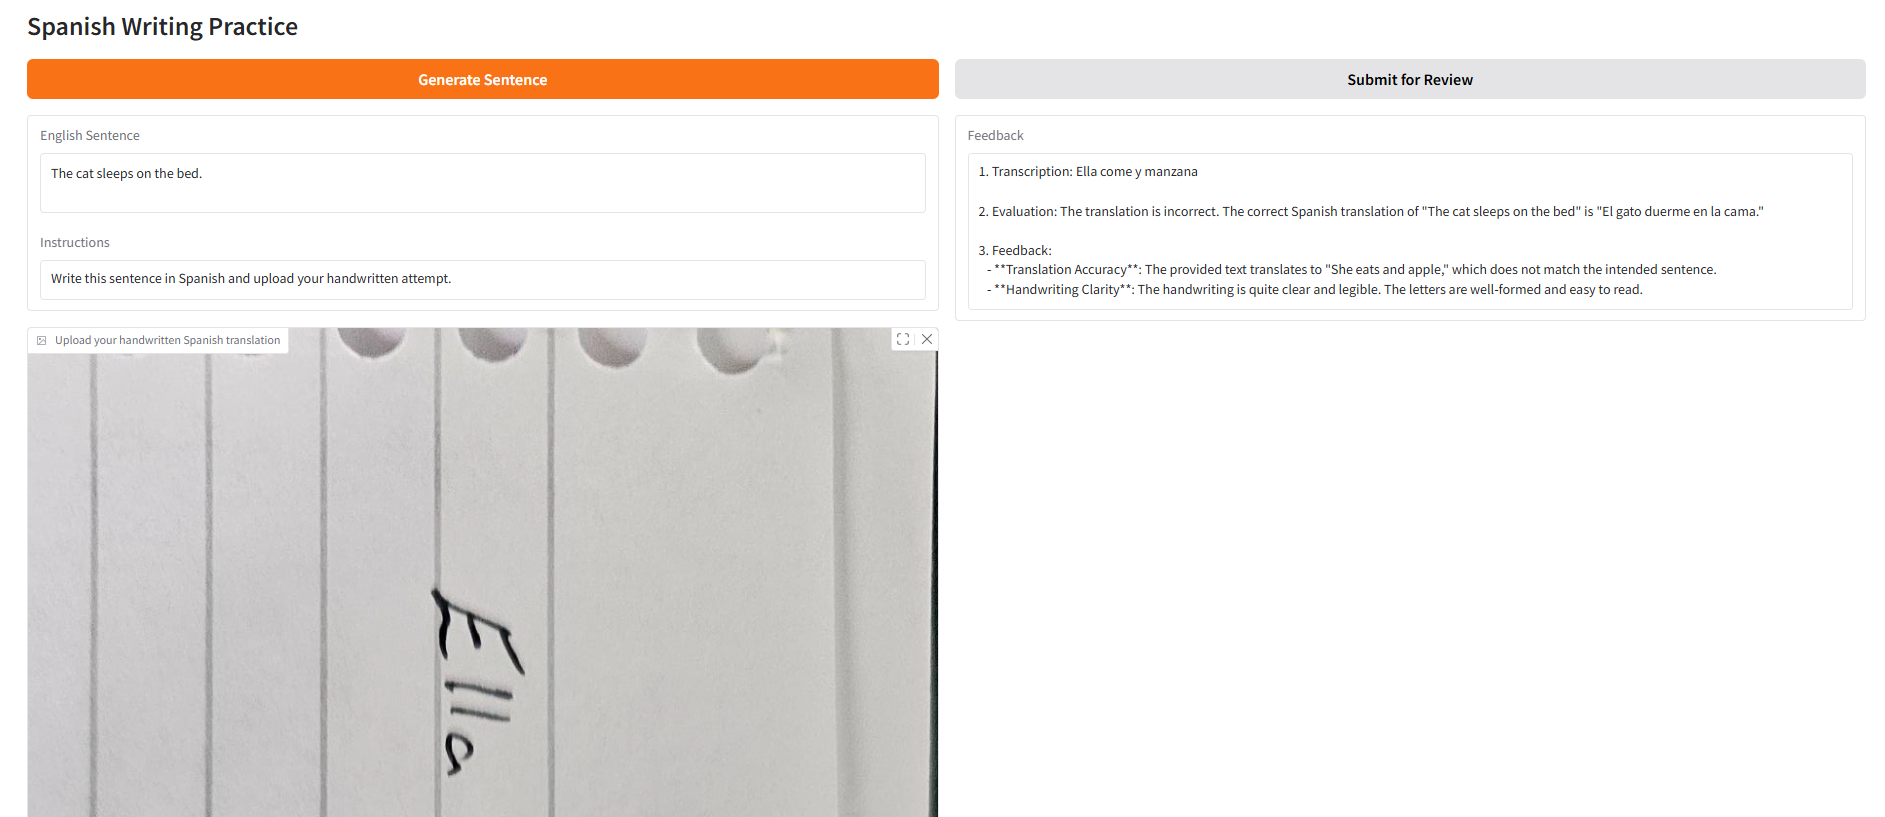 Spanish Writing Practice
Generate Sentence
Submit for Review
English Sentence
The cat sleeps on the bed.
Instructions
Write this sentence in Spanish and upload your handwritten attempt.
Feedback
1. Transcription: Ella come y manzana
2. Evaluation: The translation is incorrect. The correct Spanish translation of "The cat sleeps on the bed" is "El gato duerme en la cama."
3. Feedback:
- **Translation Accuracy**: The provided text translates to "She eats and apple," which does not match the intended sentence.
- **Handwriting Clarity**: The handwriting is quite clear and legible. The letters are well-formed and easy to read.
Upload your handwritten Spanish translation
Ella